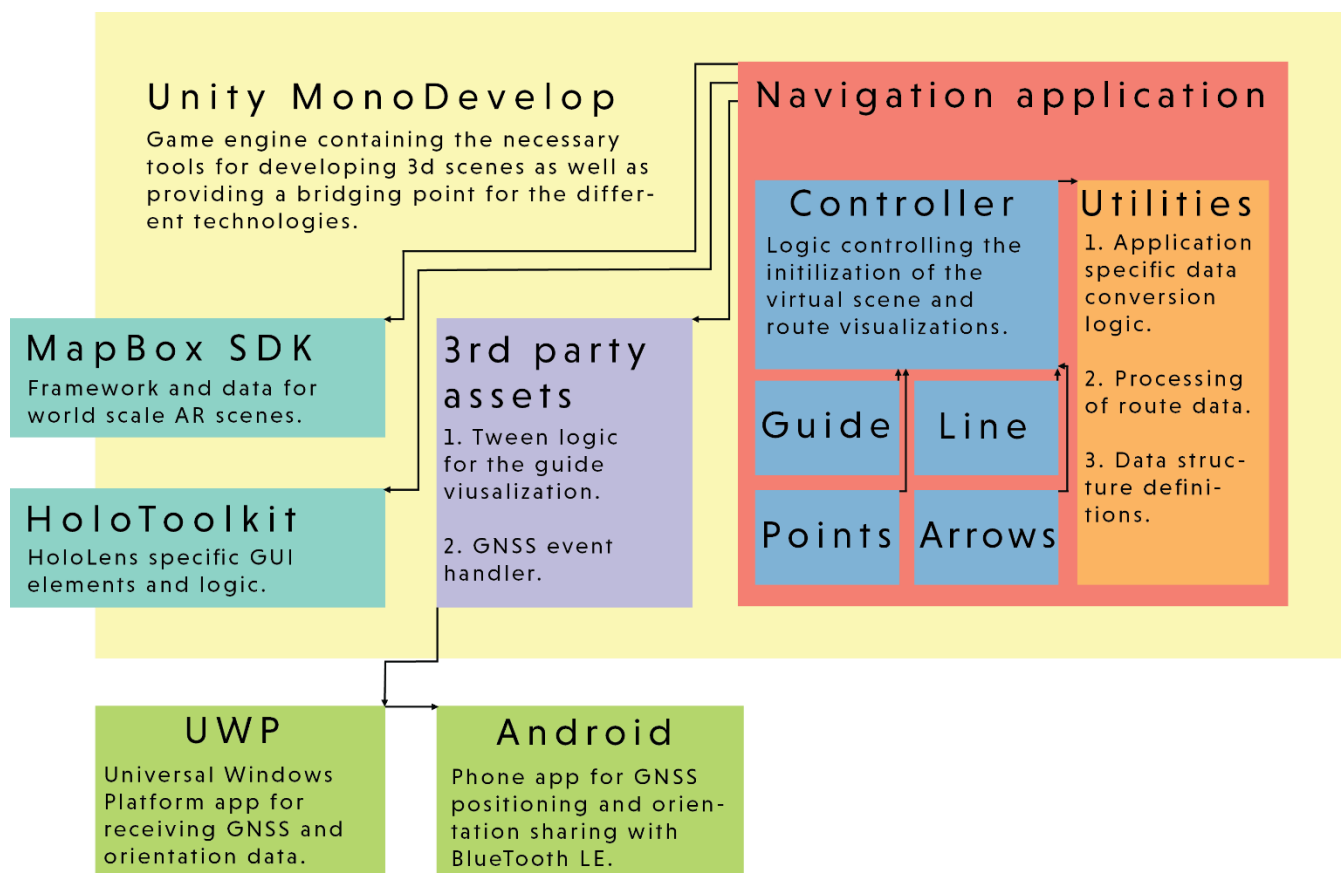 Unity MonoDevelop
Game engine containing the necessary
tools for developing 3d scenes as well as
providing a bridging point for the differ-
ent technologies.
Navigation application
Controller
Logic controlling the
initilization of the
virtual scene and
route visualizations.
Utilities
1. Application
specific data
conversion
logic.
2. Processing
of route data.
3. Data struc-
ture defini-
tions.
Guide
Line
Points
Arrows
MapBox SDK
Framework and data for
world scale AR scenes.
HoloToolkit
HoloLens specific GUI
elements and logic.
3rd party
assets
1. Tween logic
for the guide
viusalization.
2. GNSS event
handler.
UWP
Universal Windows
Platform app for
receiving GNSS and
orientation data.
Android
Phone app for GNSS
positioning and orien-
tation sharing with
BlueTooth LE.